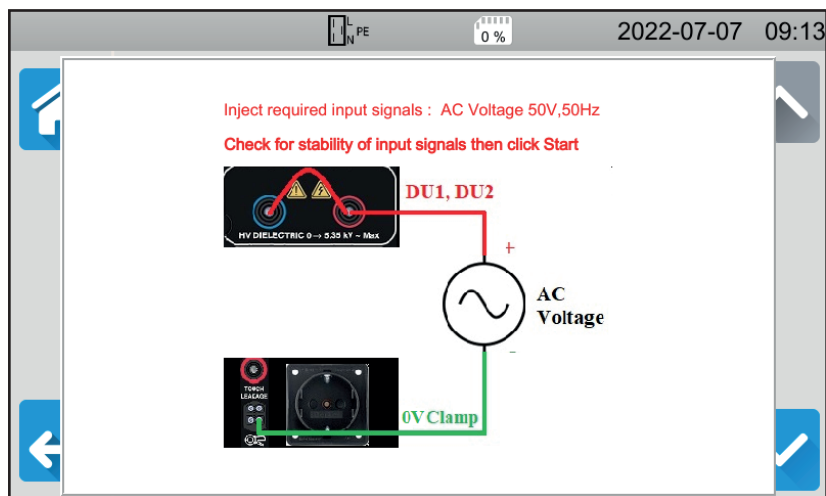 L
N PE
0 %
2022-07-07 09:13
Inject required input signals : AC Voltage 50V,50Hz
Check for stability of input signals then click Start
DU1, DU2
HV DIELECTRIC 0 → 5,35 kV ~ Max
+
AC
Voltage
-
TOUCH
LEAKAGE
0V Clamp